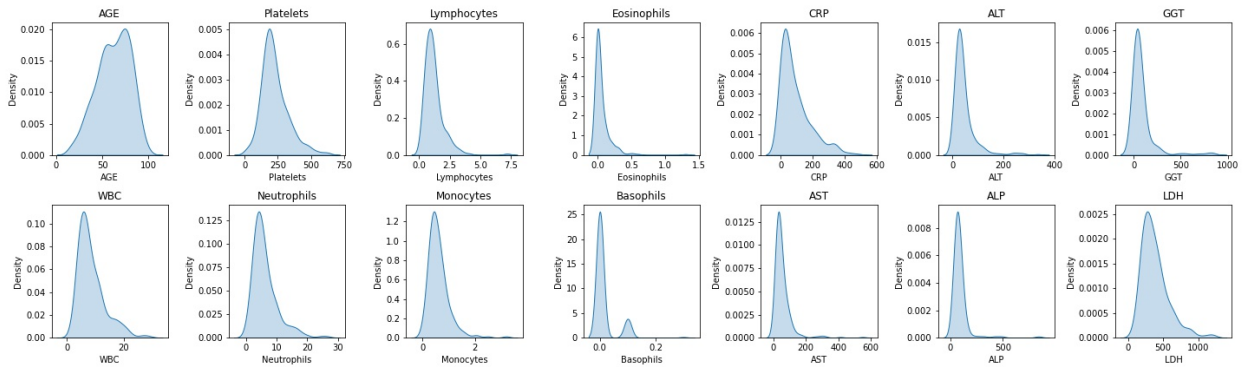 AGE
Platelets
Lymphocytes
Eosinophils
CRP
ALT
GGT
0.020
0.015
0.010
0.005
0.000
Density
0 50 100
AGE
0.005
0.004
0.003
0.002
0.001
0.000
Density
0 250 500 750
Platelets
0.6
0.4
0.2
0.0
Density
0.0 2.5 5.0 7.5
Lymphocytes
6
5
4
3
2
1
0
Density
0.0 0.5 1.0 1.5
Eosinophils
0.006
0.005
0.004
0.003
0.002
0.001
0.000
Density
0 200 400 600
CRP
0.015
0.010
0.005
0.000
Density
0 200 400
ALT
0.006
0.005
0.004
0.003
0.002
0.001
0.000
Density
0 500 1000
GGT
WBC
Neutrophils
Monocytes
Basophils
AST
ALP
LDH
0.10
0.08
0.06
0.04
0.02
0.00
Density
0 20
WBC
0.125
0.100
0.075
0.050
0.025
0.000
Density
0 10 20 30
Neutrophils
1.2
1.0
0.8
0.6
0.4
0.2
0.0
Density
0 2
Monocytes
25
20
15
10
5
0
Density
0.0 0.2
Basophils
0.0125
0.0100
0.0075
0.0050
0.0025
0.0000
Density
0 200 400 600
AST
0.008
0.006
0.004
0.002
0.000
Density
0 500
ALP
0.0025
0.0020
0.0015
0.0010
0.0005
0.0000
Density
0 500 1000
LDH